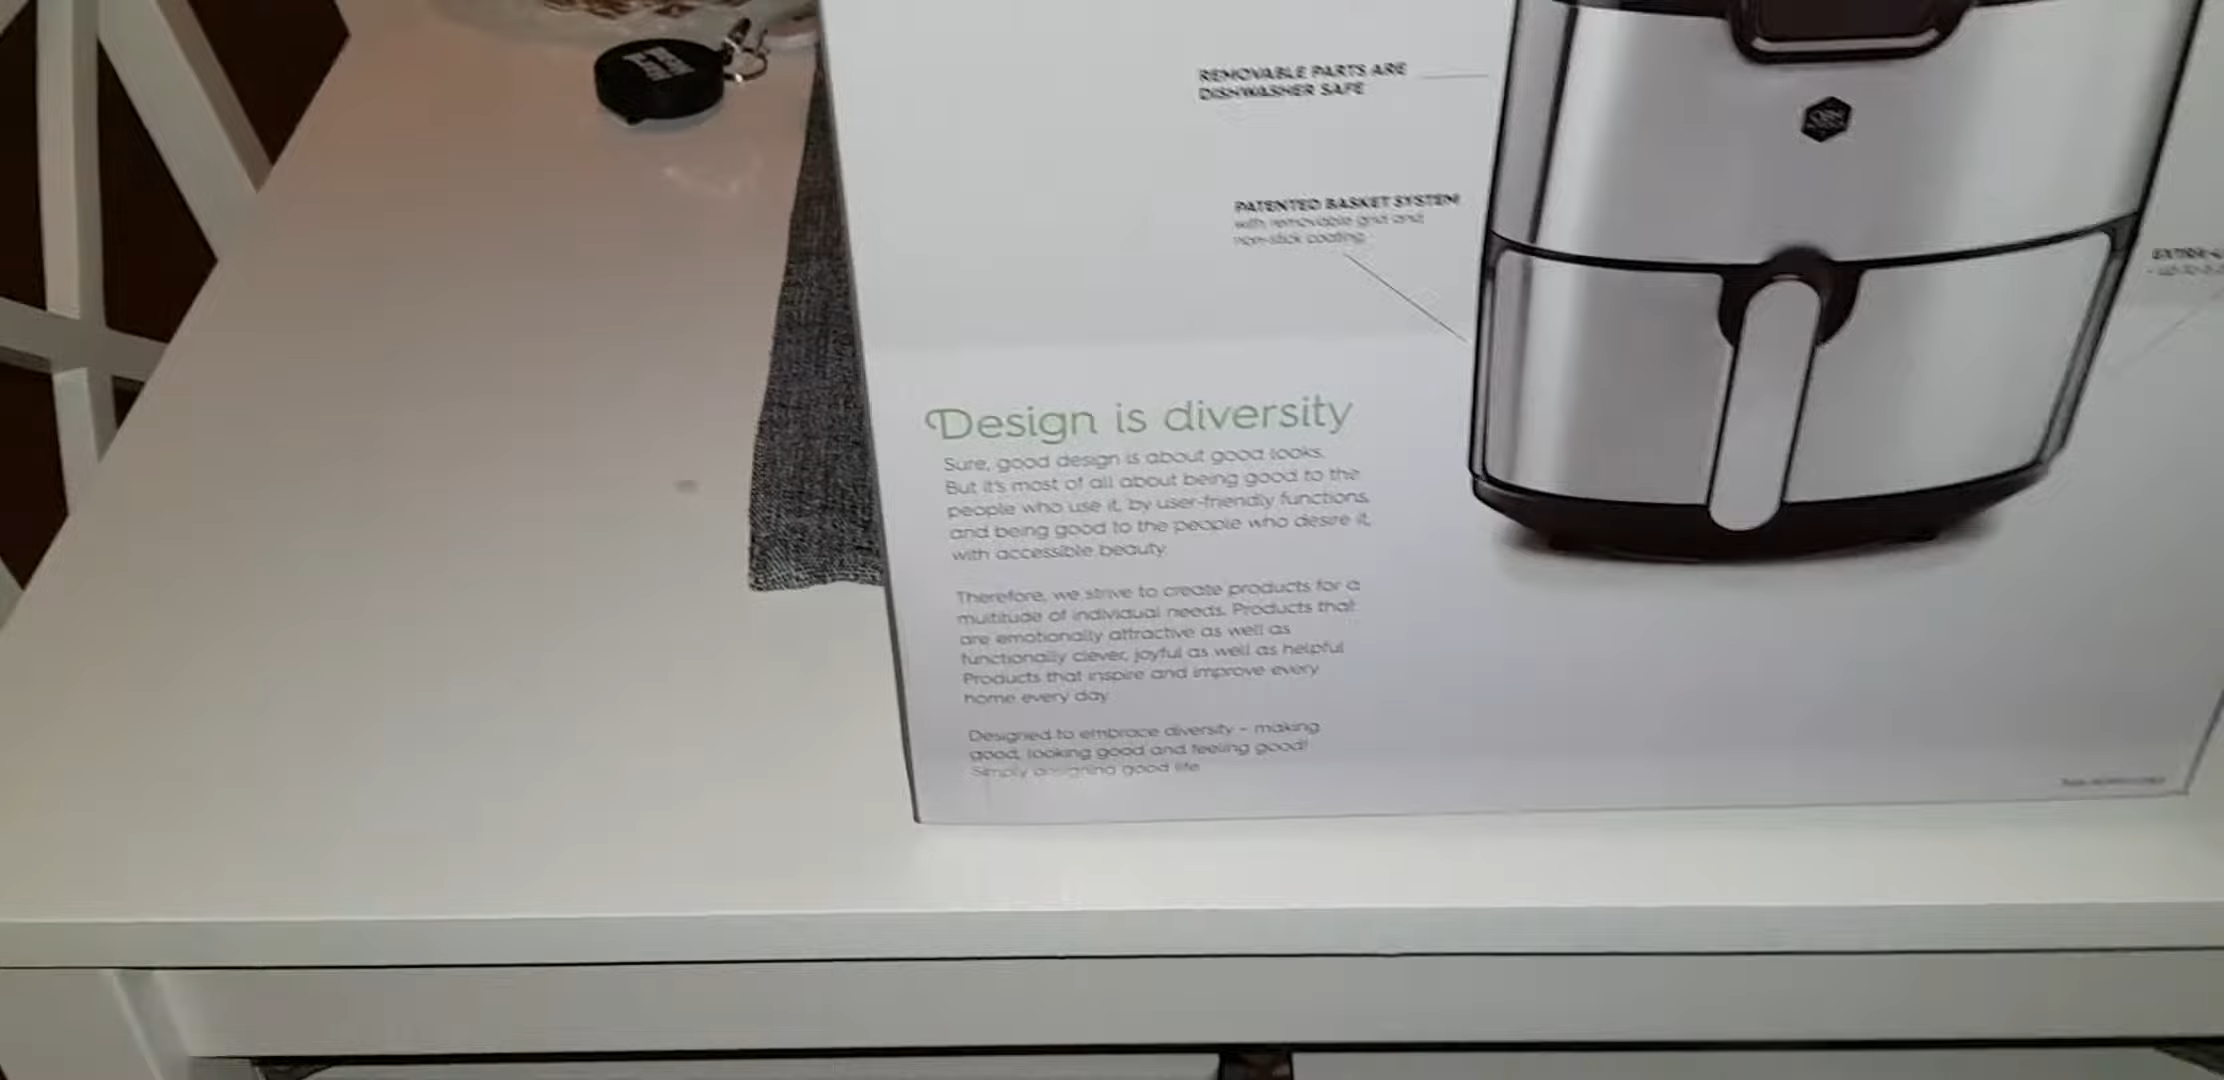 REMOVABLE PARTS ARE
DISHWASHER SAFE
PATENTED BASKET SYSTEM
with removable grid and
non-stick coating
Design is diversity
Sure, good design is about good looks.
But it's most of all about being good to the
people who use it, by user-friendly functions,
and being good to the people who desire it,
with accessible beauty.
Therefore, we strive to create products for a
multitude of individual needs. Products that
are emotionally attractive as well as
functionally clever, joyful as well as helpful.
Products that inspire and improve every
home every day.
Designed to embrace diversity - making
good, looking good and feeling good!
Simply designing good life.
OBH